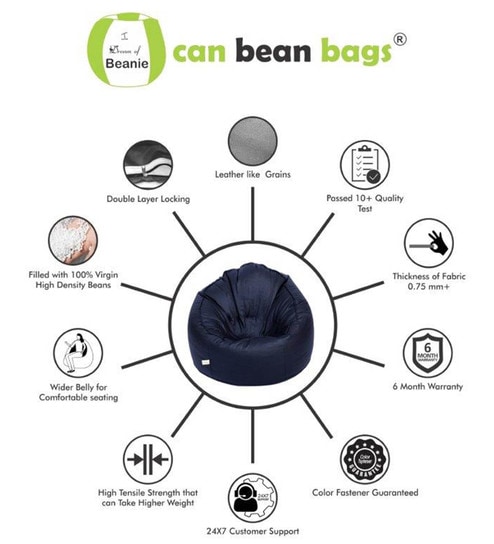 I
Dream of
Beanie
can bean bags®
Leather like Grains
Double Layer Locking
Passed 10+ Quality
Test
Filled with 100% Virgin
High Density Beans
Thickness of Fabric
0.75 mm+
6
MONTH
WARRANTY
Wider Belly for
Comfortable seating
6 Month Warranty
High Tensile Strength that
can Take Higher Weight
24X7
Color
GUARANTEE
Color Fastener Guaranteed
24X7 Customer Support